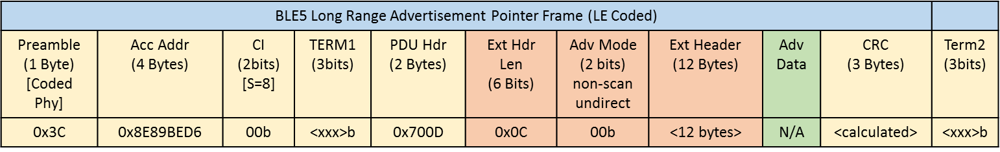 BLE5 Long Range Advertisement Pointer Frame (LE Coded)
Preamble (1 Byte) [Coded Phy]
Acc Addr (4 Bytes)
CI (2bits) [S=8]
TERM1 (3bits)
PDU Hdr (2 Bytes)
Ext Hdr Len (6 Bits)
Adv Mode (2 bits) non-scan undirect
Ext Header (12 Bytes)
Adv Data
CRC (3 Bytes)
Term2 (3bits)
0x3C
0x8E89BED6
00b
<xxx>b
0x700D
0x0C
00b
<12 bytes>
N/A
<calculated>
<xxx>b